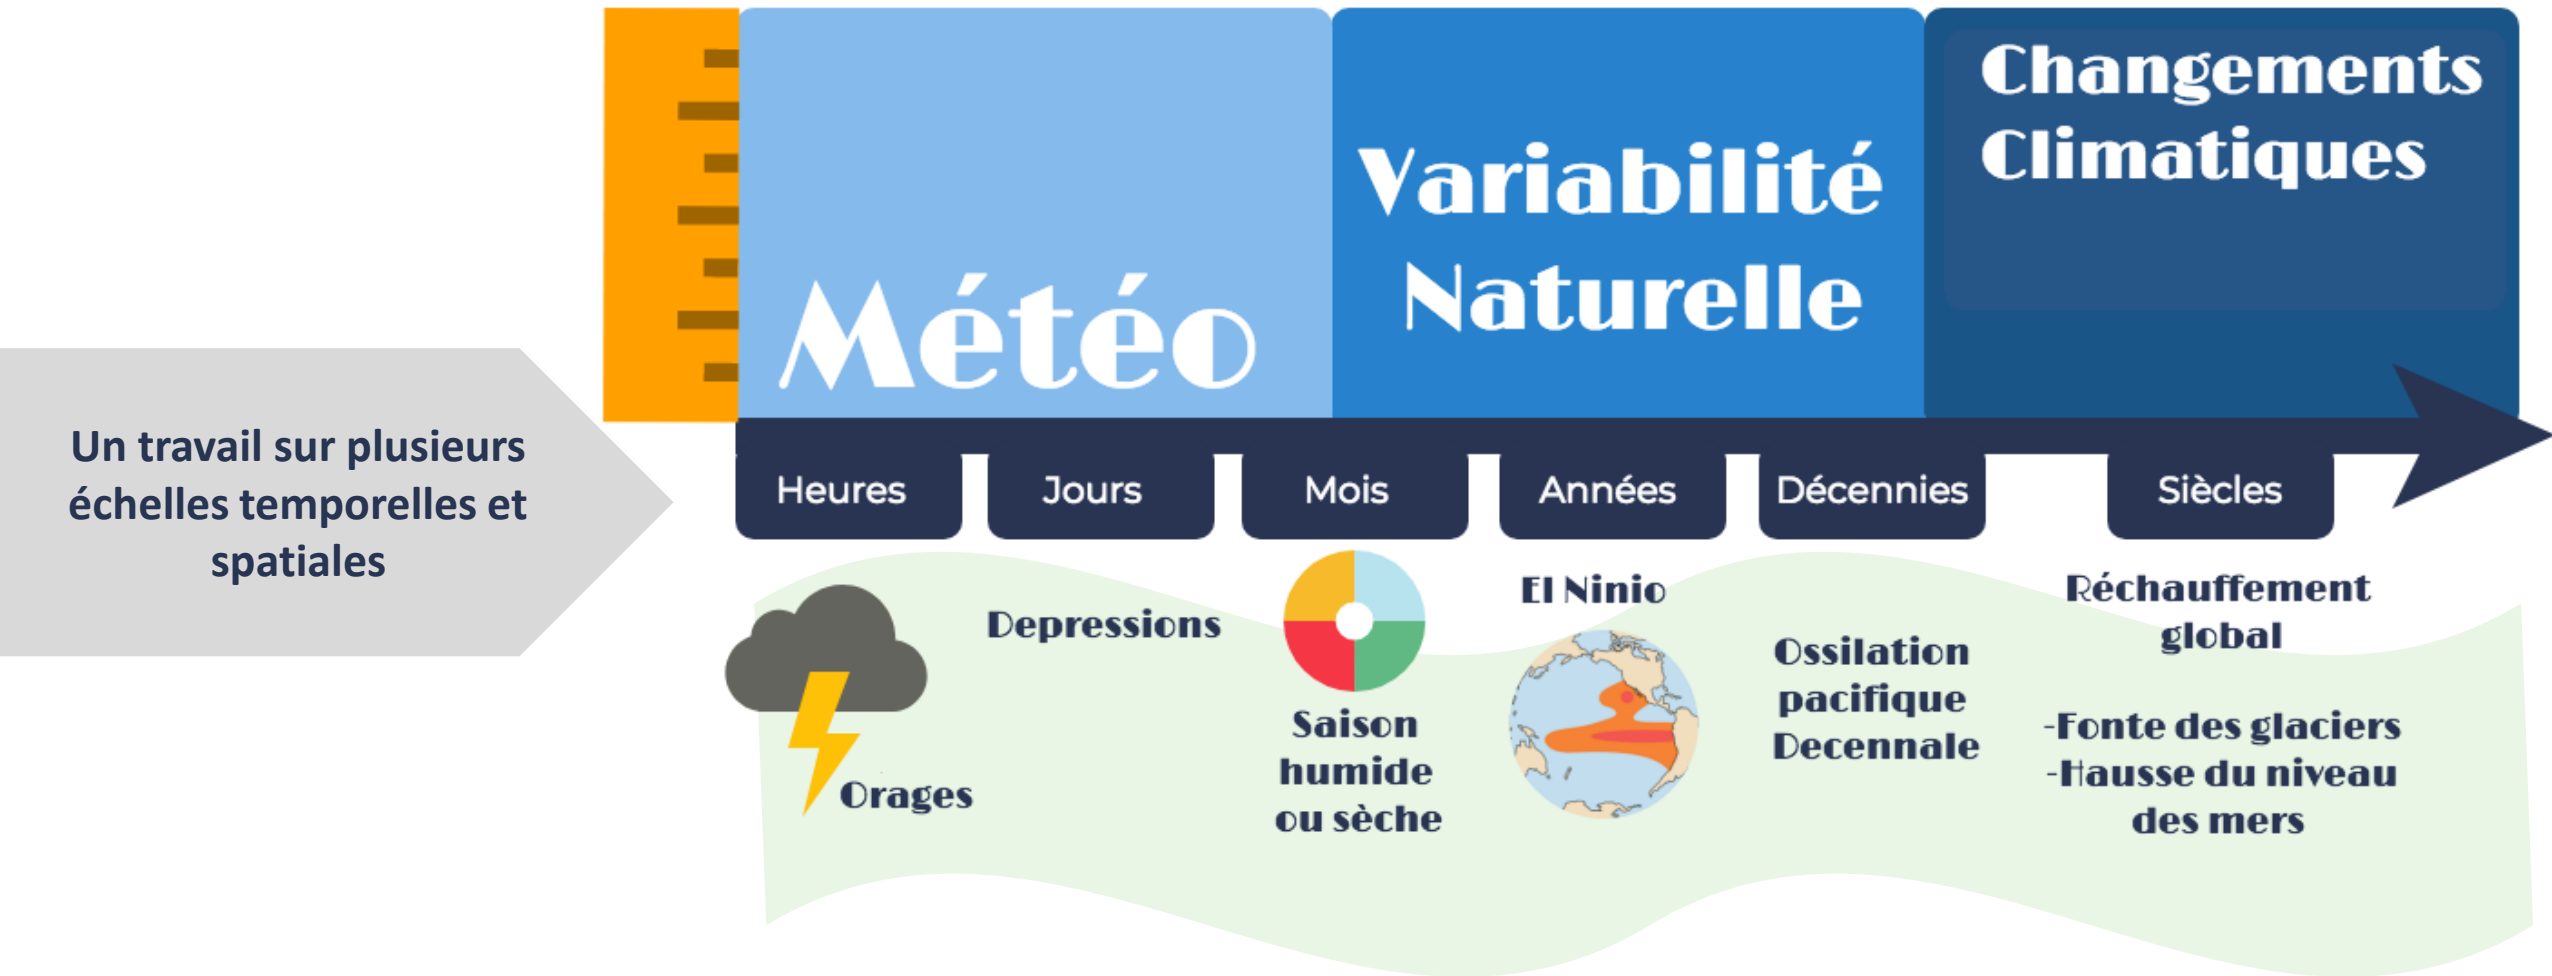 Un travail sur plusieurs
échelles temporelles et
spatiales
Météo
Variabilité
Naturelle
Changements
Climatiques
Heures
Jours
Mois
Années
Décennies
Siècles
Orages
Depressions
Saison
humide
ou sèche
El Ninio
Ossilation
pacifique
Decennale
Réchauffement
global
-Fonte des glaciers
-Hausse du niveau
des mers